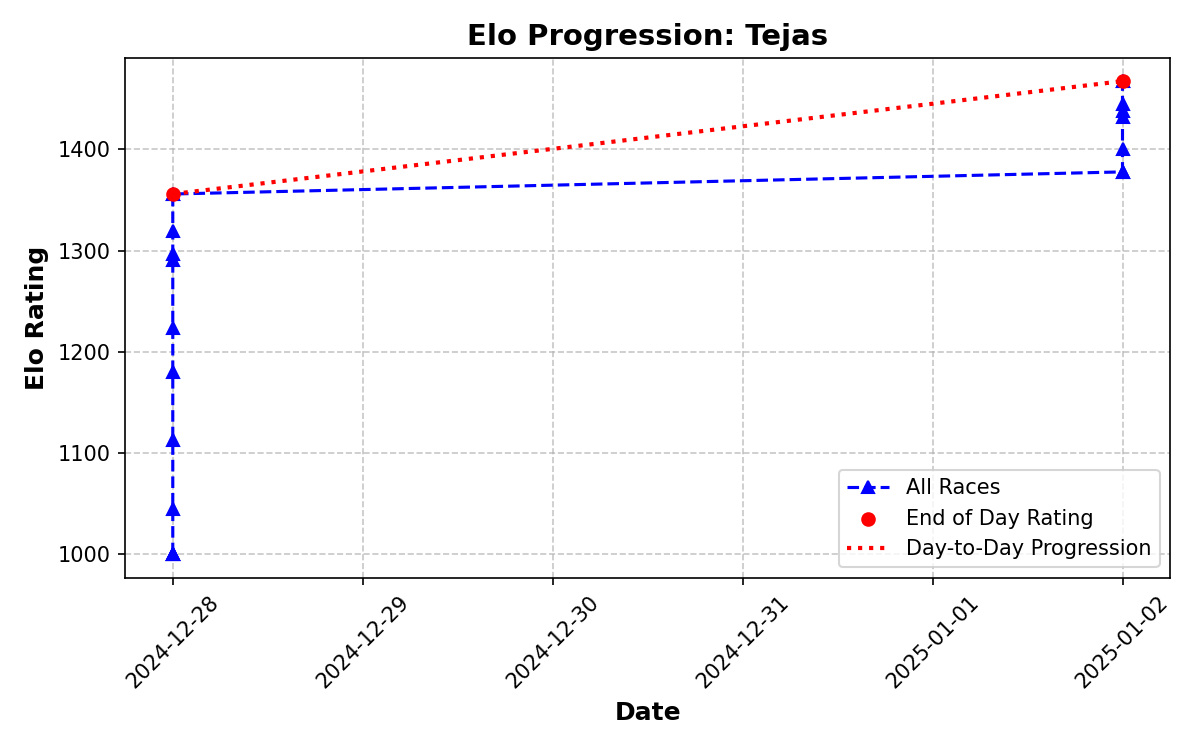 Elo Progression: Tejas
Elo Rating
1400
1300
1200
1100
1000
All Races
End of Day Rating
Day-to-Day Progression
2024-12-28
2024-12-29
2024-12-30
2024-12-31
2025-01-01
2025-01-02
Date